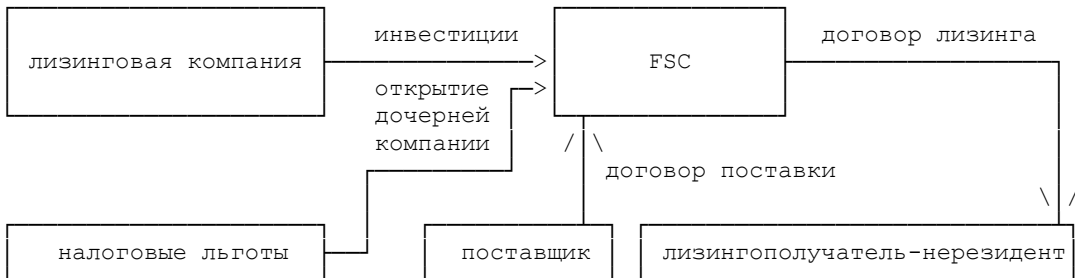 инвестиции
договор лизинга
лизинговая компания
FSC
открытие
дочерней
компании
договор поставки
налоговые льготы
поставщик
лизингополучатель-нерезидент